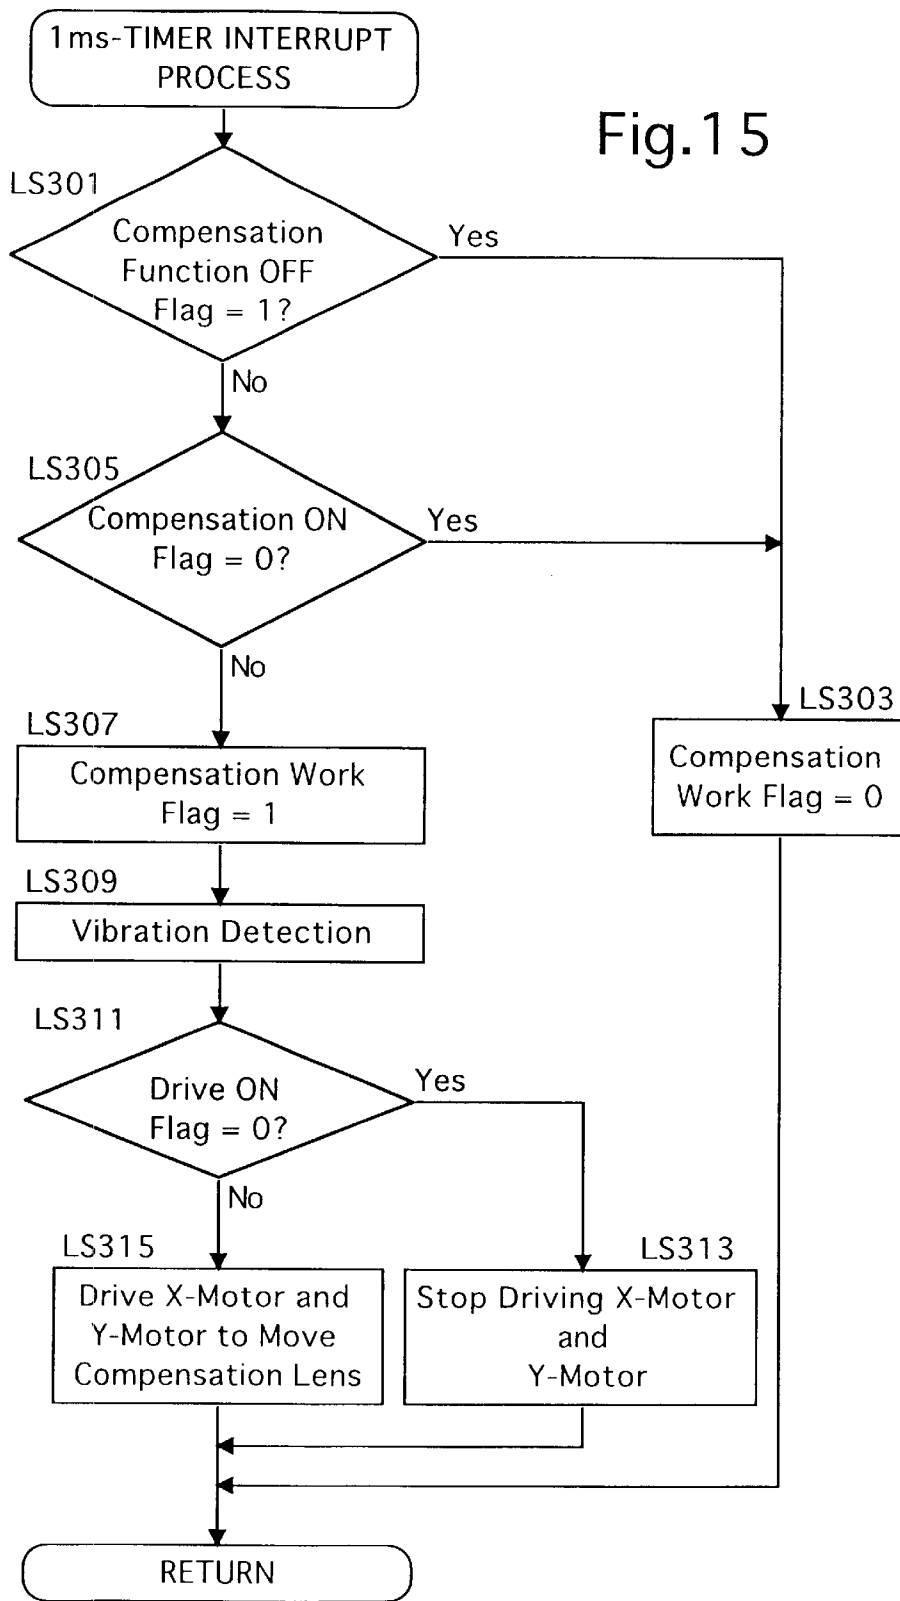 1ms-TIMER INTERRUPT
PROCESS
Fig.15
LS301
Compensation
Function OFF
Flag = 1?
Yes
No
LS305
Compensation ON
Flag = 0?
Yes
No
LS307
Compensation Work
Flag = 1
LS303
Compensation
Work Flag = 0
LS309
Vibration Detection
LS311
Drive ON
Flag = 0?
Yes
No
LS315
Drive X-Motor and
Y-Motor to Move
Compensation Lens
LS313
Stop Driving X-Motor
and
Y-Motor
RETURN